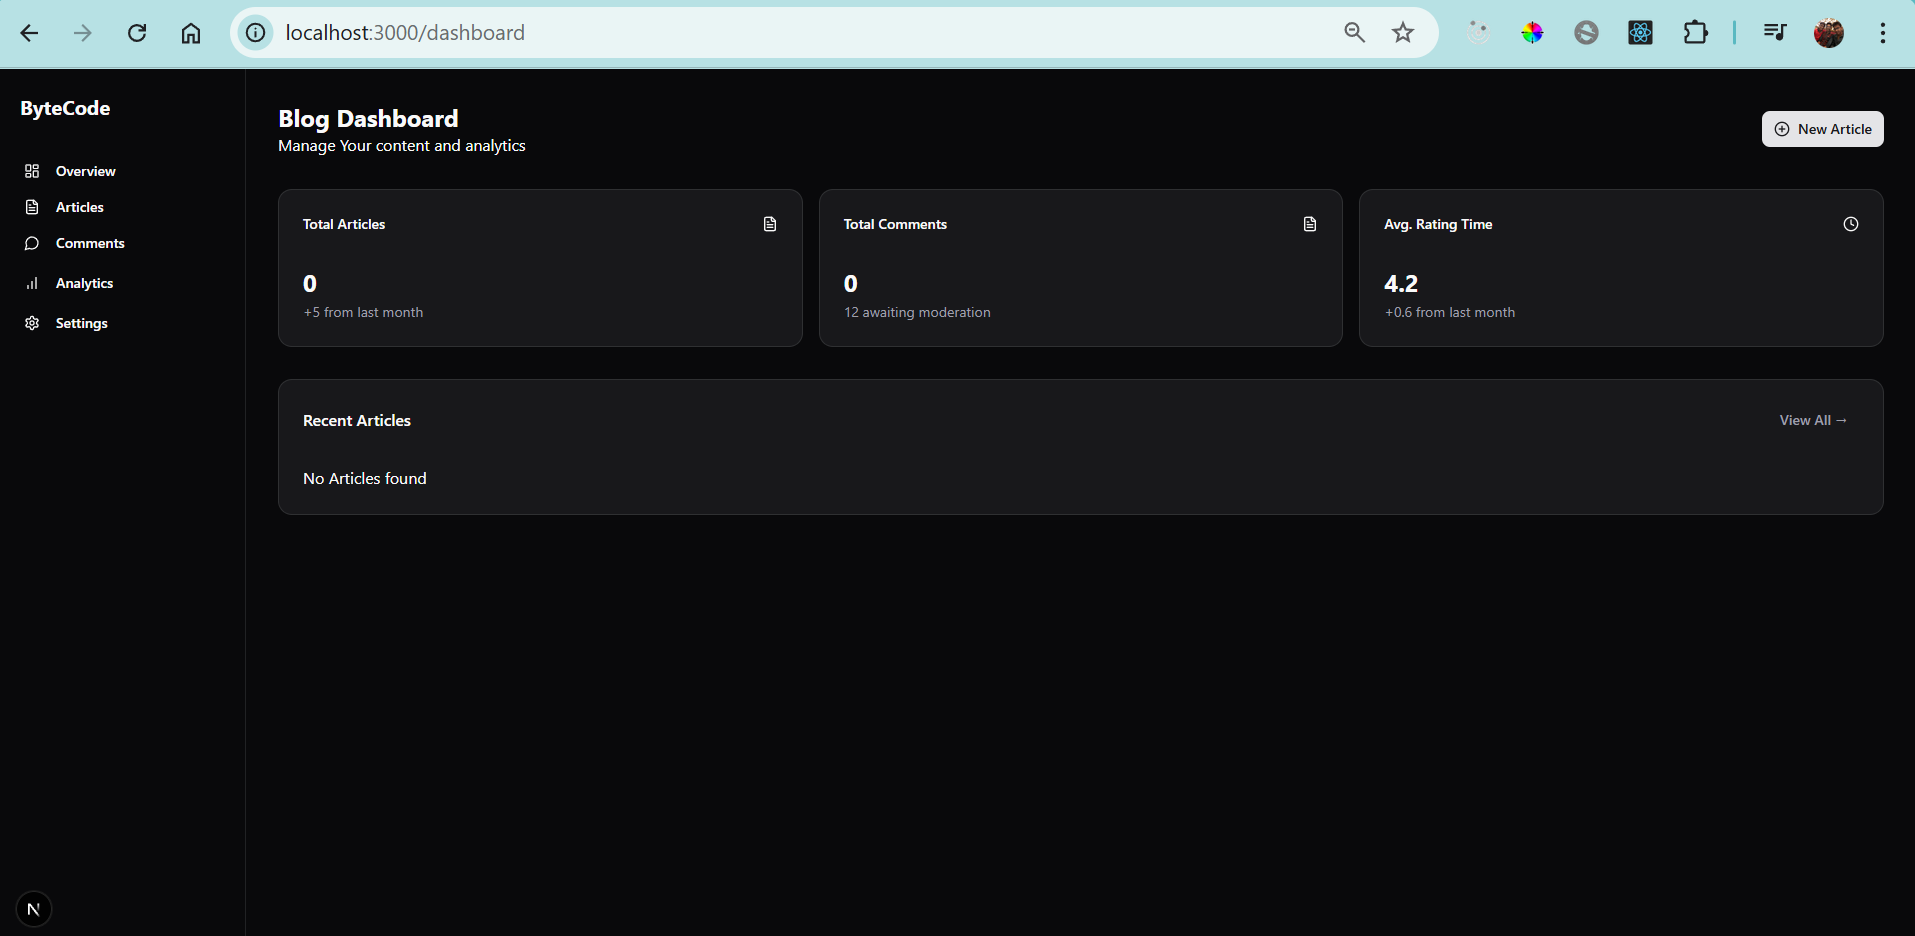 localhost:3000/dashboard
ByteCode
Overview
Articles
Comments
Analytics
Settings
Blog Dashboard
Manage Your content and analytics
New Article
Total Articles
0
+5 from last month
Total Comments
0
12 awaiting moderation
Avg. Rating Time
4.2
+0.6 from last month
Recent Articles
View All →
No Articles found
N